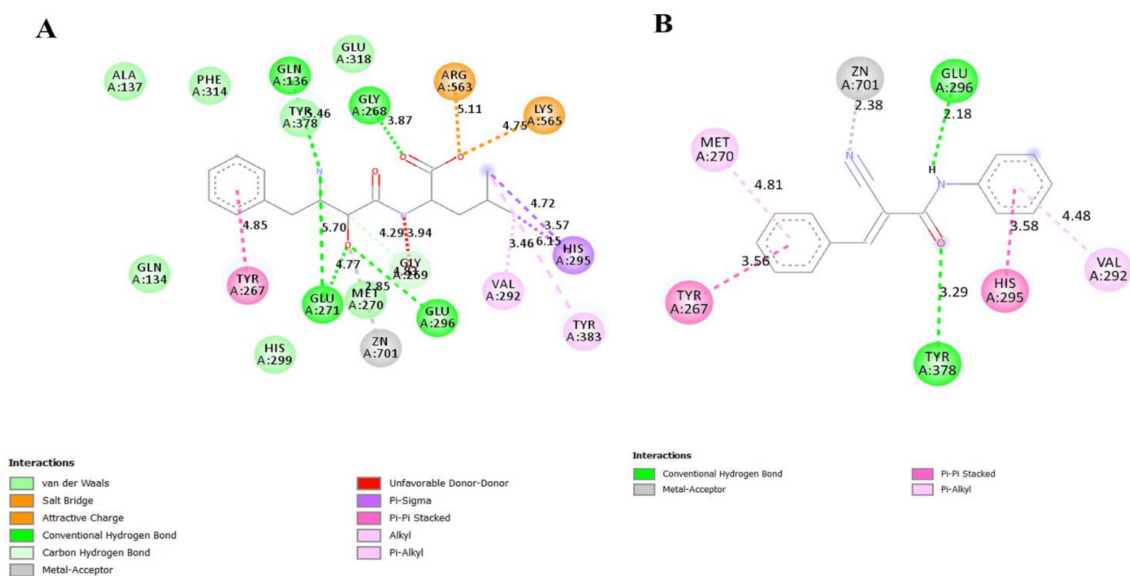 A
B
ALA
A:137
PHE
A:314
GLN
A:136
GLU
A:318
TYR
A:378
5.46
GLY
A:268
3.87
ARG
A:563
5.11
LYS
A:565
4.75
N
O
O
O
N
O
4.85
5.70
4.77
4.29
3.94
2.85
4.72
3.57
3.46
6.15
HIS
A:295
GLN
A:134
TYR
A:267
GLU
A:271
MET
A:270
GLY
A:269
GLU
A:296
VAL
A:292
TYR
A:383
HIS
A:299
ZN
A:701
Interactions
van der Waals
Salt Bridge
Attractive Charge
Conventional Hydrogen Bond
Carbon Hydrogen Bond
Metal-Acceptor
Unfavorable Donor-Donor
Pi-Sigma
Pi-Pi Stacked
Alkyl
Pi-Alkyl
ZN
A:701
2.38
GLU
A:296
2.18
MET
A:270
4.81
N
H
N
O
3.56
3.58
4.48
3.29
TYR
A:267
HIS
A:295
VAL
A:292
TYR
A:378
Interactions
Conventional Hydrogen Bond
Metal-Acceptor
Pi-Pi Stacked
Pi-Alkyl